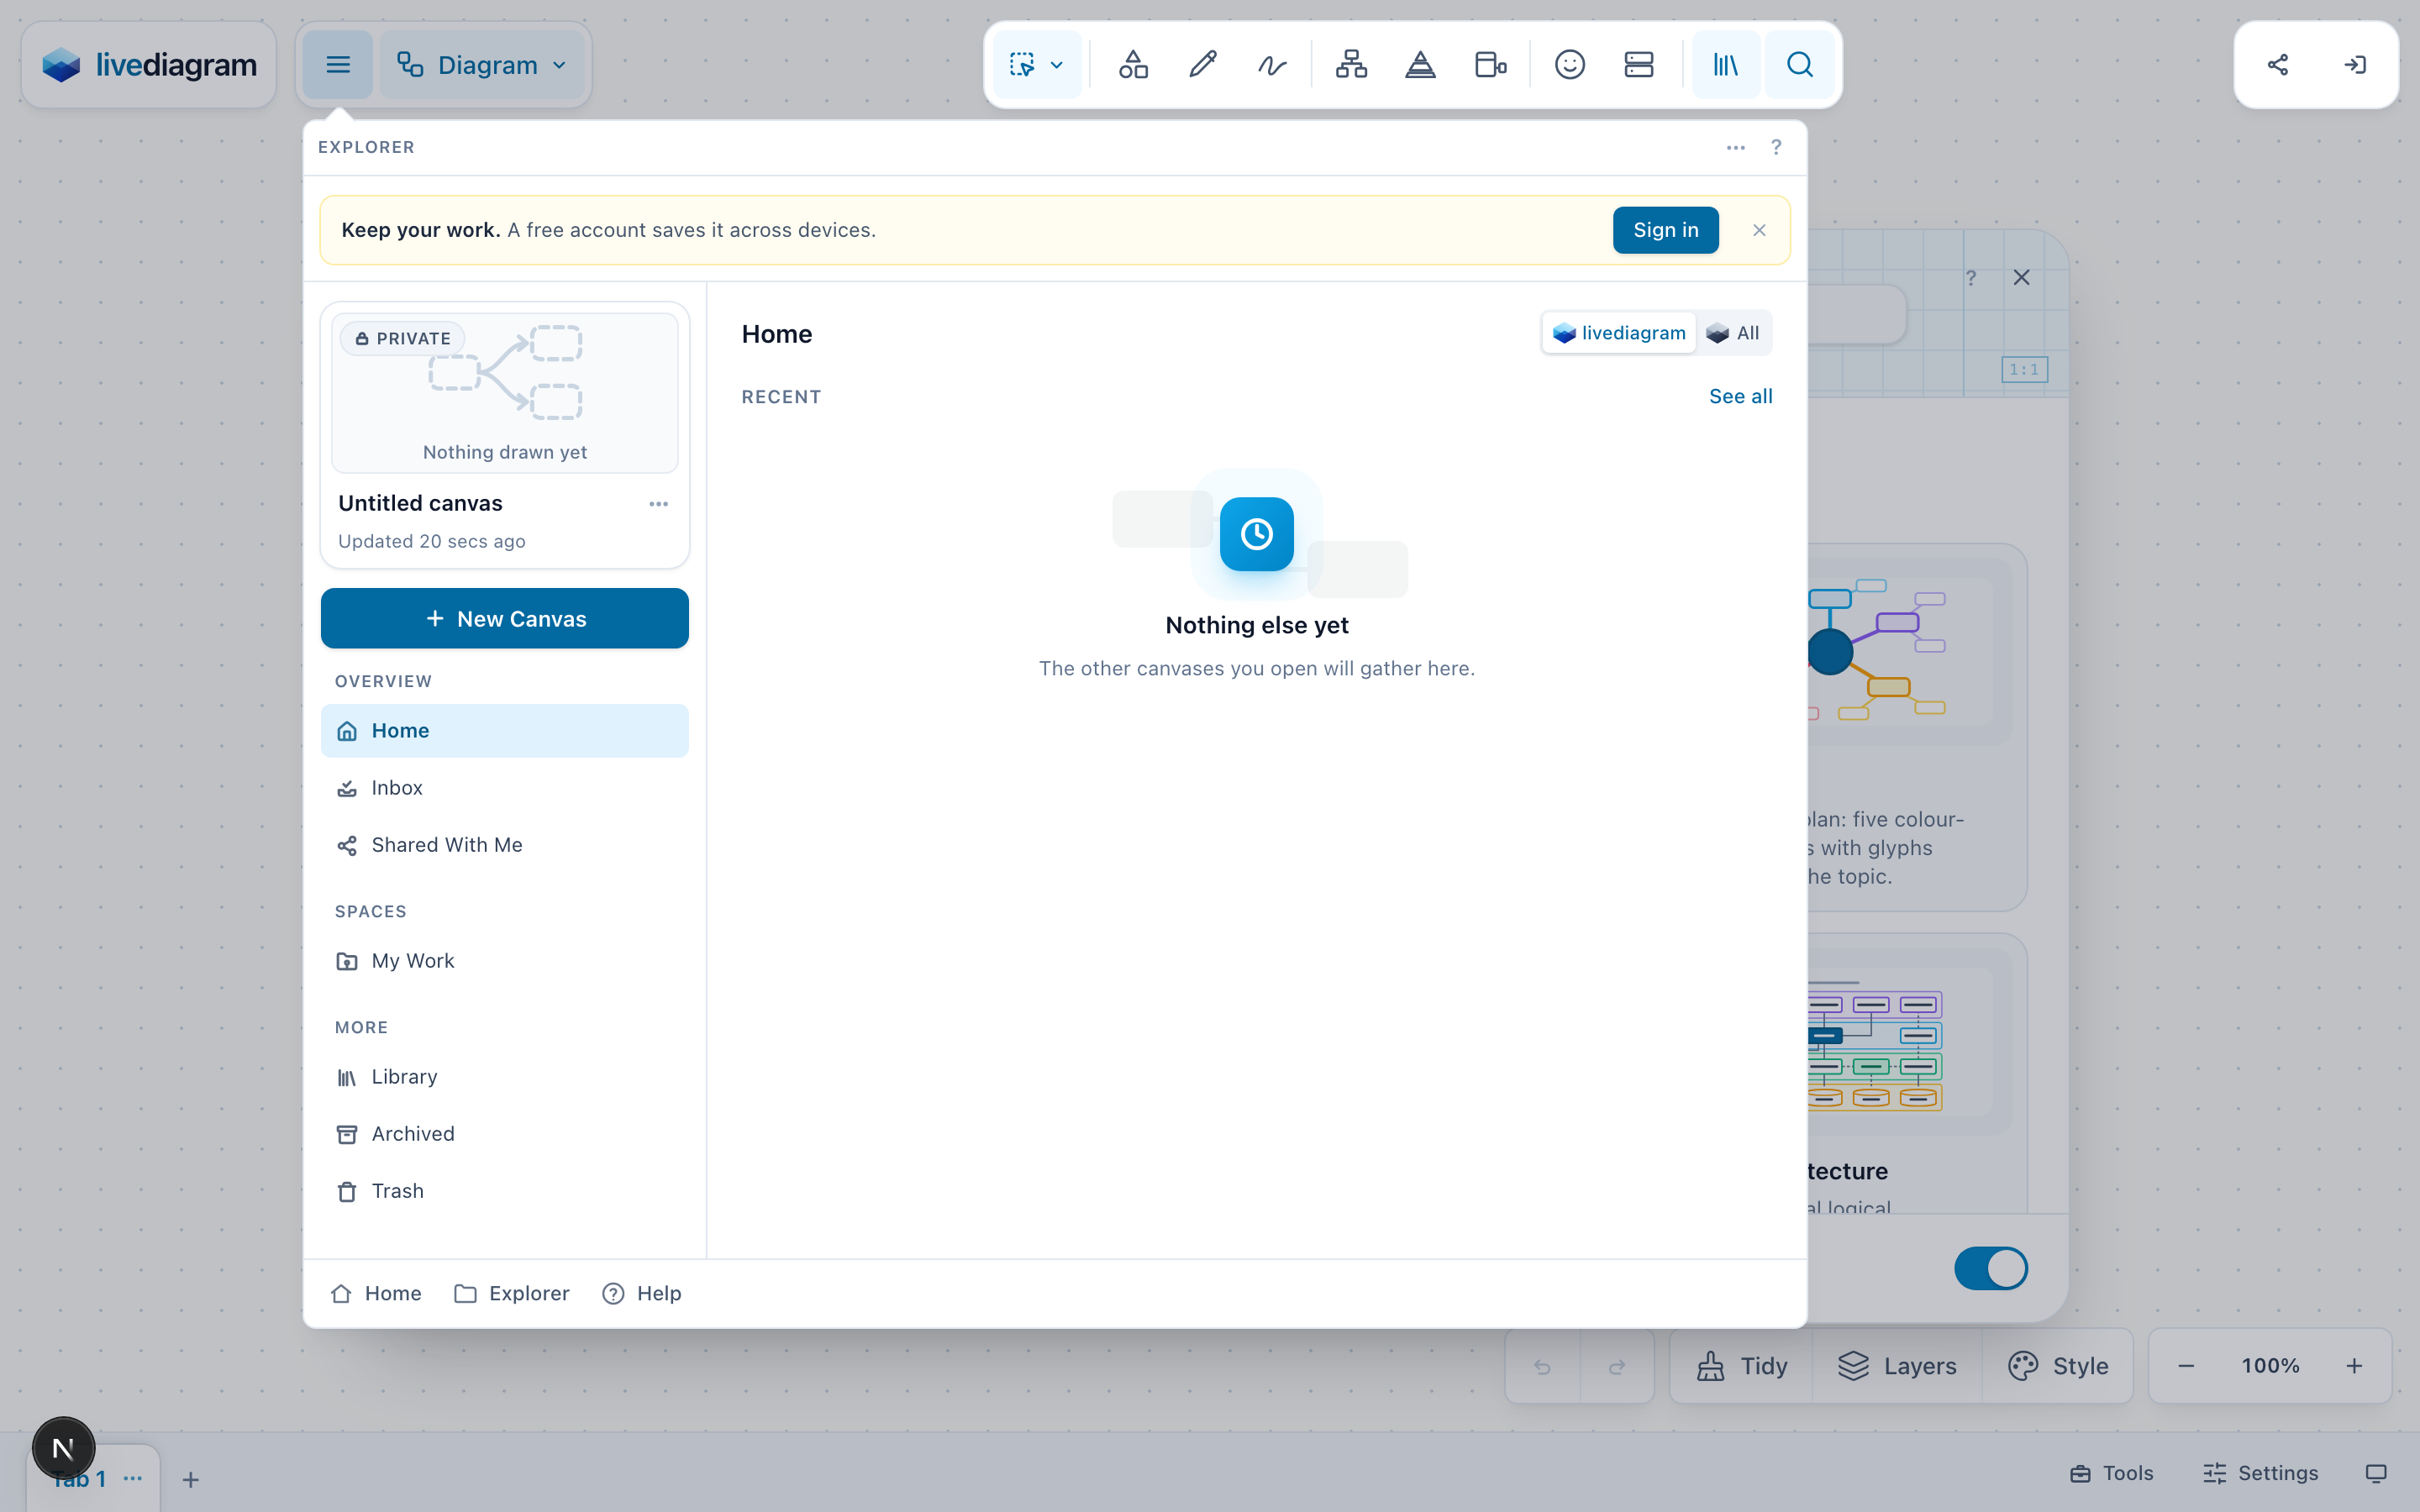 livediagram
Diagram
EXPLORER
?
Keep your work. A free account saves it across devices.
Sign in
?
1:1
PRIVATE
Nothing drawn yet
Untitled canvas
Updated 20 secs ago
New Canvas
OVERVIEW
Home
Inbox
Shared With Me
SPACES
My Work
MORE
Library
Archived
Trash
Home
livediagram
All
RECENT
See all
Nothing else yet
The other canvases you open will gather here.
plan: five colour-
s with glyphs
he topic.
tecture
al logical
Home
Explorer
Help
Tidy
Layers
Style
100%
N
Tab 1
Tools
Settings